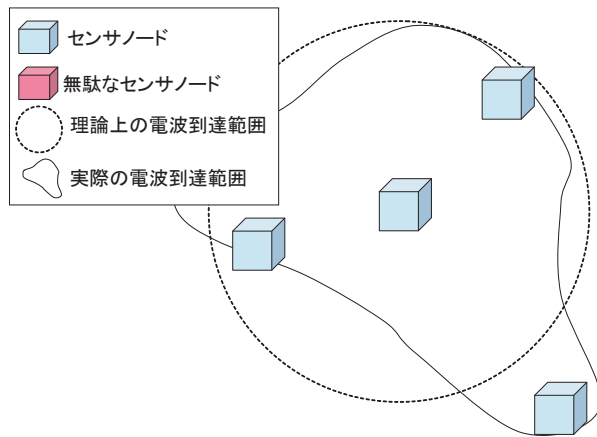 センサノード
無駄なセンサノード
理論上の電波到達範囲
実際の電波到達範囲